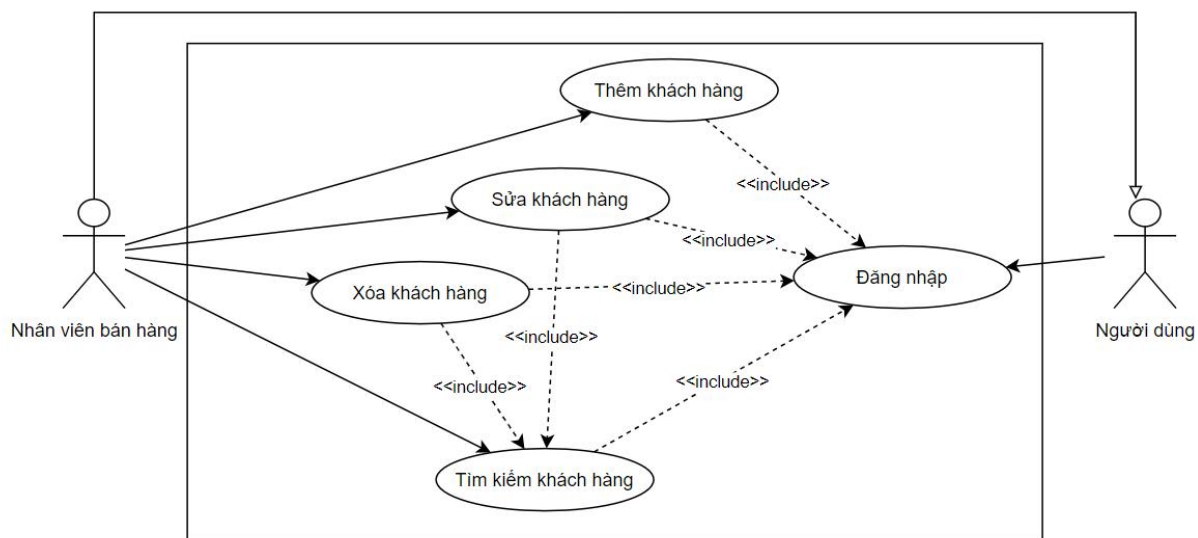 Thêm khách hàng
<<include>>
Sửa khách hàng
<<include>>
Đăng nhập
Xóa khách hàng
<<include>>
Nhân viên bán hàng
Người dùng
<<include>>
<<include>>
<<include>>
Tìm kiếm khách hàng